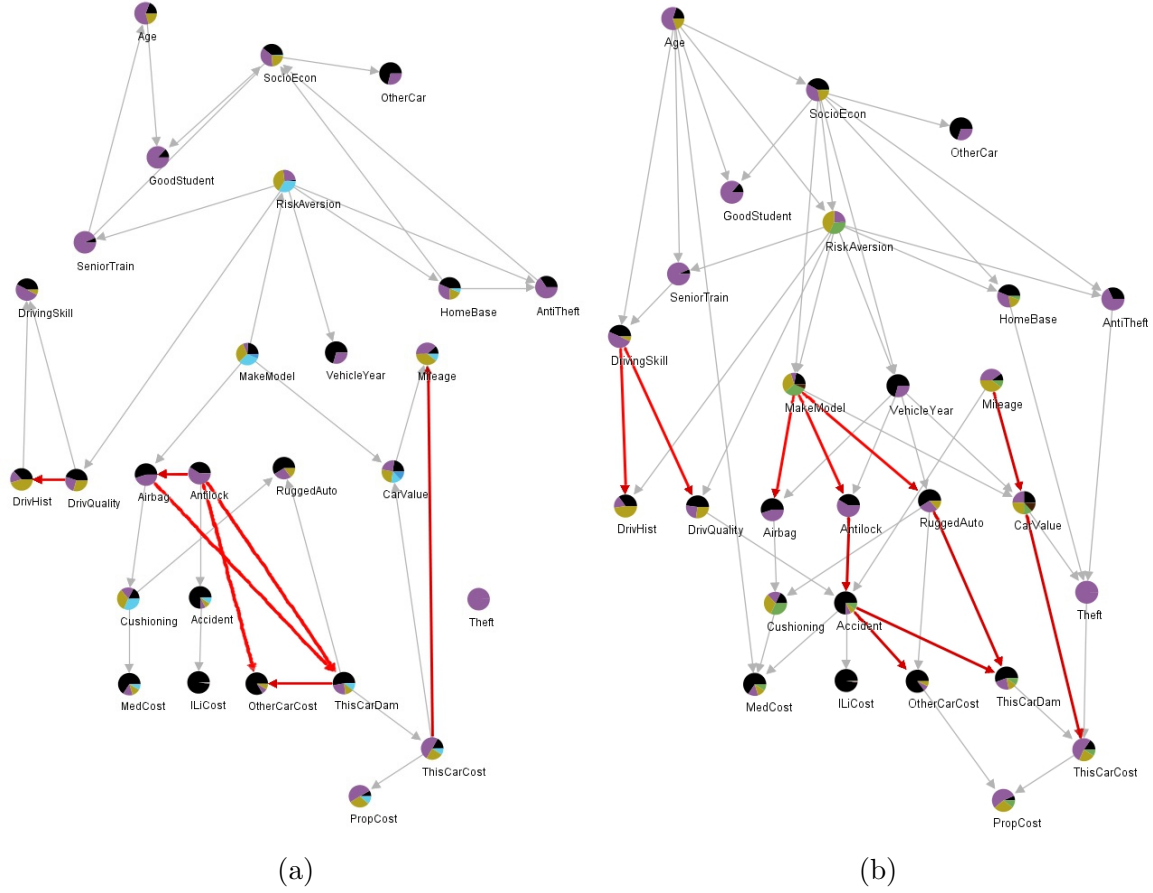 Age
SocioEcon
OtherCar
GoodStudent
RiskAversion
SeniorTrain
DrivingSkill
HomeBase
AntiTheft
MakeModel
VehicleYear
Mileage
DrivHist
DrivQuality
Airbag
Antilock
RuggedAuto
CarValue
Cushioning
Accident
Theft
MedCost
ILiCost
OtherCarCost
ThisCarDam
ThisCarCost
PropCost
(a)
Age
SocioEcon
OtherCar
GoodStudent
RiskAversion
SeniorTrain
HomeBase
AntiTheft
DrivingSkill
MakeModel
VehicleYear
Mileage
DrivHist
DrivQuality
Airbag
Antilock
RuggedAuto
CarValue
Cushioning
Accident
Theft
MedCost
ILiCost
OtherCarCost
ThisCarDam
ThisCarCost
PropCost
(b)